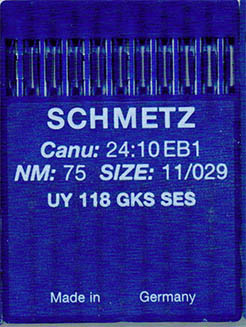 SCHMETZ
Canu: 24:10 EB1
NM: 75 SIZE: 11/029
UY 118 GKS SES
Made in Germany